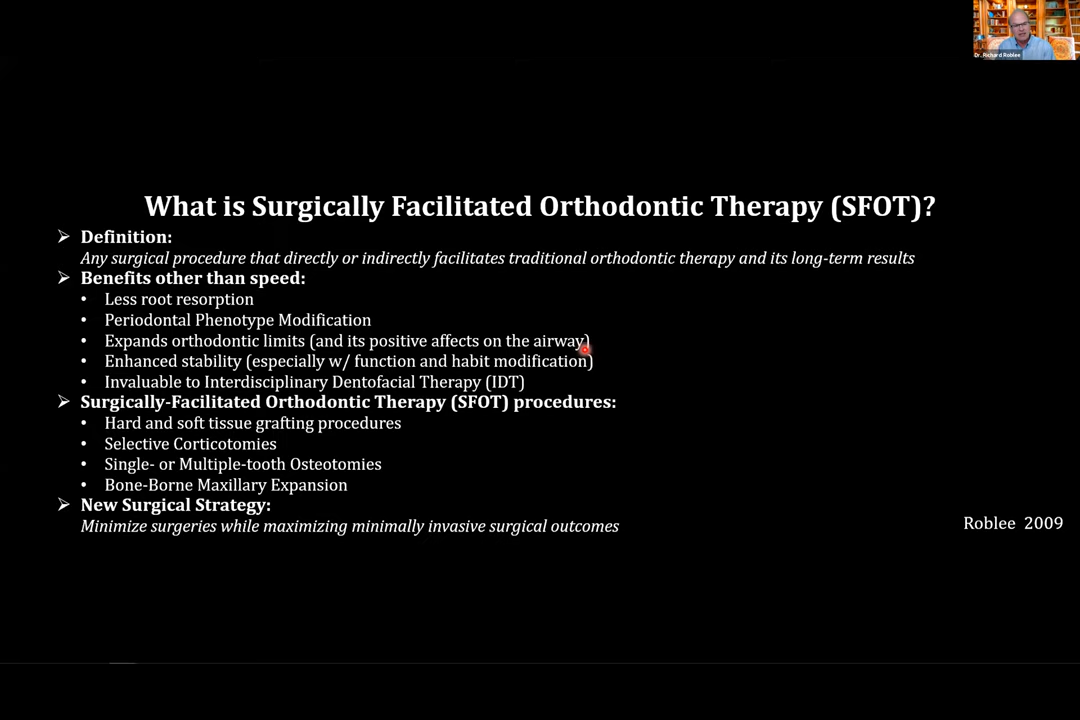 Dr. Richard Roblee
What is Surgically Facilitated Orthodontic Therapy (SFOT)?
➢ Definition:
Any surgical procedure that directly or indirectly facilitates traditional orthodontic therapy and its long-term results
➢ Benefits other than speed:
• Less root resorption
• Periodontal Phenotype Modification
• Expands orthodontic limits (and its positive affects on the airway)
• Enhanced stability (especially w/ function and habit modification)
• Invaluable to Interdisciplinary Dentofacial Therapy (IDT)
➢ Surgically-Facilitated Orthodontic Therapy (SFOT) procedures:
• Hard and soft tissue grafting procedures
• Selective Corticotomies
• Single- or Multiple-tooth Osteotomies
• Bone-Borne Maxillary Expansion
➢ New Surgical Strategy:
Minimize surgeries while maximizing minimally invasive surgical outcomes
Roblee 2009